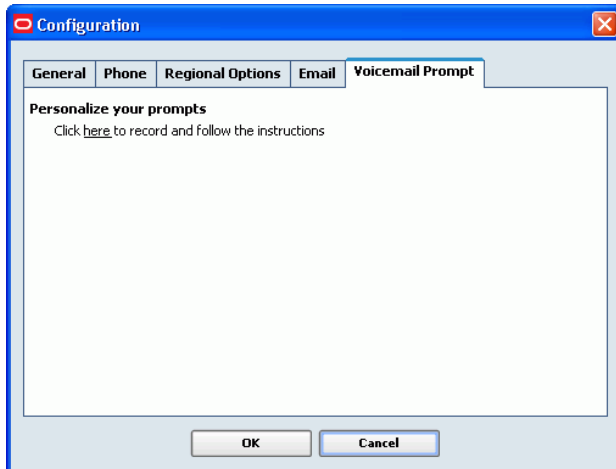 Configuration
General Phone Regional Options Email Voicemail Prompt
Personalize your prompts
Click here to record and follow the instructions
OK Cancel